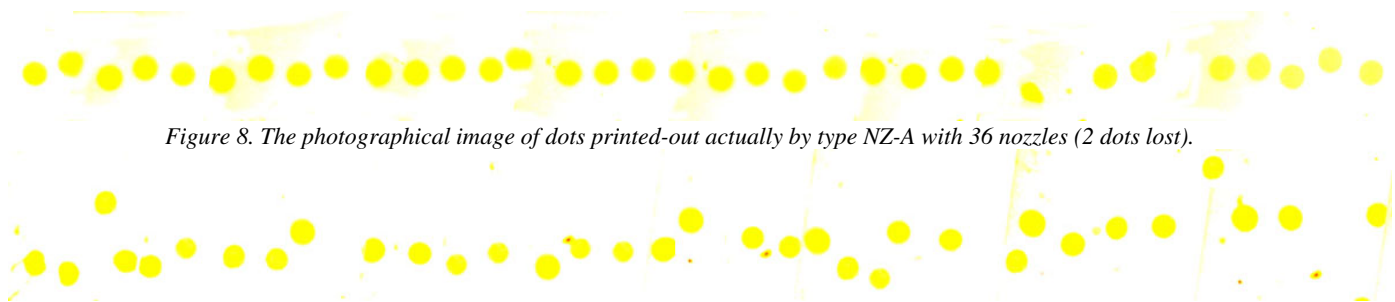 Figure 8. The photographical image of dots printed-out actually by type NZ-A with 36 nozzles (2 dots lost).